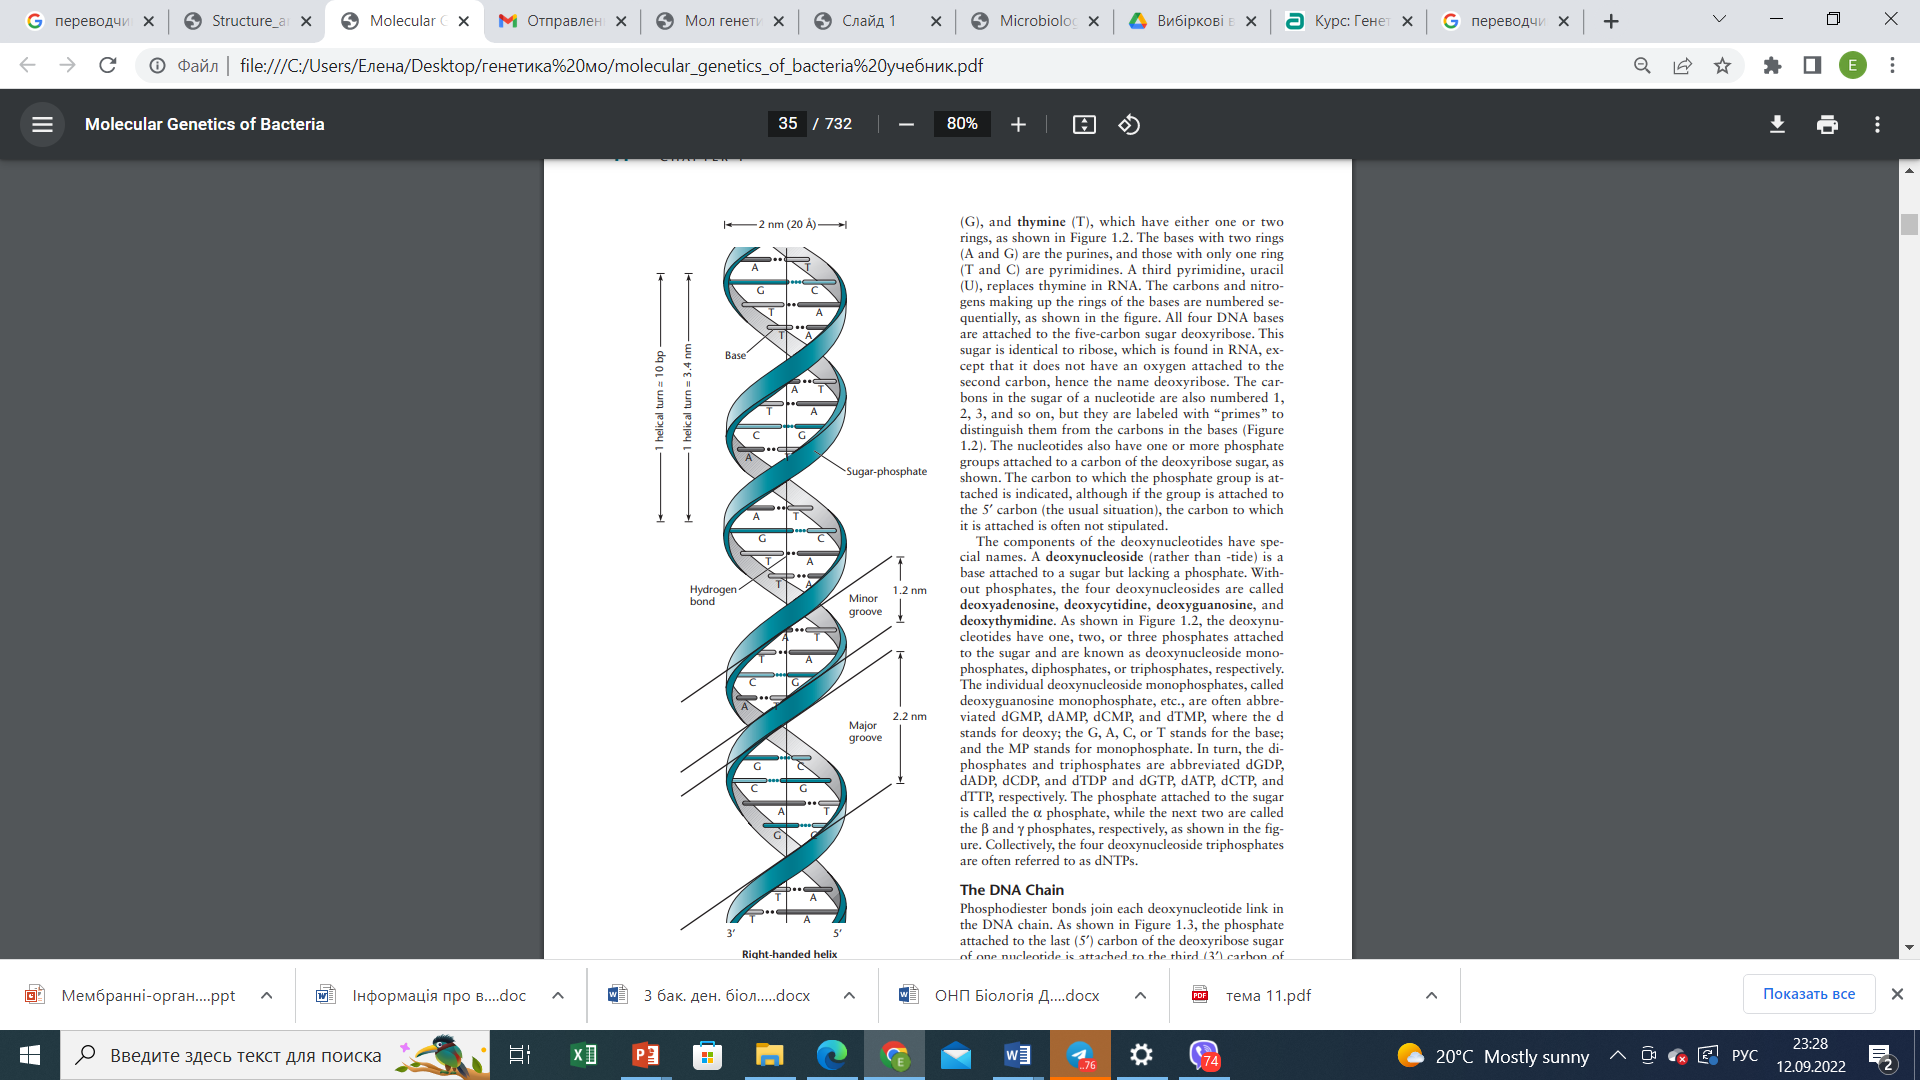 переводчи
Structure_a
Molecular G
Отправлен
Мол генети
Слайд 1
Microbiolog
Вибіркові в
Курс: Генет
переводчи
Файл
file:///C:/Users/Елена/Desktop/генетика%20мо/molecular_genetics_of_bacteria%20учебник.pdf
E
Molecular Genetics of Bacteria
35 / 732
80%
2 nm (20 Å)
A T
G C
T A
T A
Base
A T
T A
C G
A T
Sugar-phosphate
1 helical turn ≈ 10 bp
1 helical turn = 3.4 nm
A T
G C
T A
T A
Hydrogen
bond
Minor
groove
1.2 nm
A T
T A
C G
A T
Major
groove
2.2 nm
G C
C G
A T
G C
T A
T A
3′ 5′
Right-handed helix
(G), and thymine (T), which have either one or two
rings, as shown in Figure 1.2. The bases with two rings
(A and G) are the purines, and those with only one ring
(T and C) are pyrimidines. A third pyrimidine, uracil
(U), replaces thymine in RNA. The carbons and nitro-
gens making up the rings of the bases are numbered se-
quentially, as shown in the figure. All four DNA bases
are attached to the five-carbon sugar deoxyribose. This
sugar is identical to ribose, which is found in RNA, ex-
cept that it does not have an oxygen attached to the
second carbon, hence the name deoxyribose. The car-
bons in the sugar of a nucleotide are also numbered 1,
2, 3, and so on, but they are labeled with “primes” to
distinguish them from the carbons in the bases (Figure
1.2). The nucleotides also have one or more phosphate
groups attached to a carbon of the deoxyribose sugar, as
shown. The carbon to which the phosphate group is at-
tached is indicated, although if the group is attached to
the 5′ carbon (the usual situation), the carbon to which
it is attached is often not stipulated.
The components of the deoxynucleotides have spe-
cial names. A deoxynucleoside (rather than -tide) is a
base attached to a sugar but lacking a phosphate. With-
out phosphates, the four deoxynucleosides are called
deoxyadenosine, deoxycytidine, deoxyguanosine, and
deoxythymidine. As shown in Figure 1.2, the deoxynu-
cleotides have one, two, or three phosphates attached
to the sugar and are known as deoxynucleoside mono-
phosphates, diphosphates, or triphosphates, respectively.
The individual deoxynucleoside monophosphates, called
deoxyguanosine monophosphate, etc., are often abbre-
viated dGMP, dAMP, dCMP, and dTMP, where the d
stands for deoxy; the G, A, C, or T stands for the base;
and the MP stands for monophosphate. In turn, the di-
phosphates and triphosphates are abbreviated dGDP,
dADP, dCDP, and dTDP and dGTP, dATP, dCTP, and
dTTP, respectively. The phosphate attached to the sugar
is called the α phosphate, while the next two are called
the β and γ phosphates, respectively, as shown in the fig-
ure. Collectively, the four deoxynucleoside triphosphates
are often referred to as dNTPs.
The DNA Chain
Phosphodiester bonds join each deoxynucleotide link in
the DNA chain. As shown in Figure 1.3, the phosphate
attached to the last (5′) carbon of the deoxyribose sugar
of one nucleotide is attached to the third (3′) carbon of
Мембранні-орган....ppt
Інформація про в....doc
3 бак. ден. біол.....docx
ОНП Біологія Д....docx
тема 11.pdf
Показать все
Введите здесь текст для поиска
..76
74
20°C Mostly sunny
РУС
23:28
12.09.2022
2